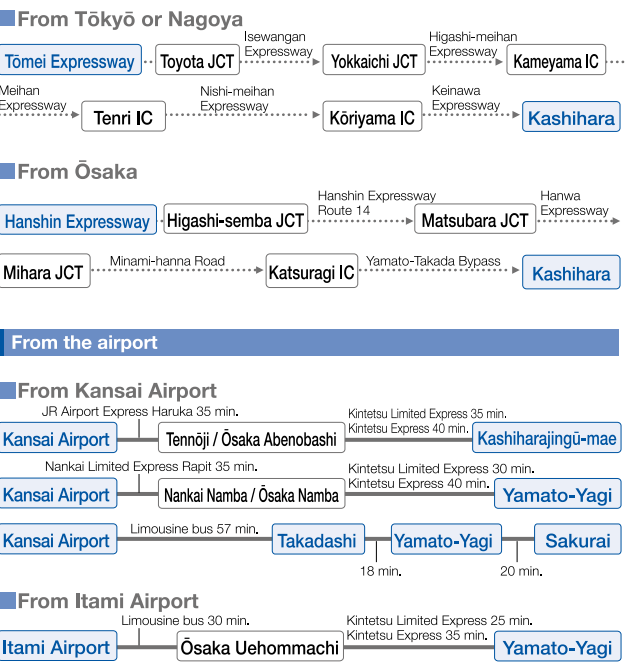 From Tōkyō or Nagoya
Tōmei Expressway
Toyota JCT
Isewangan
Expressway
Yokkaichi JCT
Higashi-meihan
Expressway
Kameyama IC
Meihan
Expressway
Tenri IC
Nishi-meihan
Expressway
Kōriyama IC
Keinawa
Expressway
Kashihara
From Ōsaka
Hanshin Expressway
Higashi-semba JCT
Hanshin Expressway
Route 14
Matsubara JCT
Hanwa
Expressway
Mihara JCT
Minami-hanna Road
Katsuragi IC
Yamato-Takada Bypass
Kashihara
From the airport
From Kansai Airport
Kansai Airport
JR Airport Express Haruka 35 min.
Tennōji / Ōsaka Abenobashi
Kintetsu Limited Express 35 min.
Kintetsu Express 40 min.
Kashiharajingū-mae
Kansai Airport
Nankai Limited Express Rapit 35 min.
Nankai Namba / Ōsaka Namba
Kintetsu Limited Express 30 min.
Kintetsu Express 40 min.
Yamato-Yagi
Kansai Airport
Limousine bus 57 min.
Takadashi
18 min.
Yamato-Yagi
20 min.
Sakurai
From Itami Airport
Itami Airport
Limousine bus 30 min.
Ōsaka Uehommachi
Kintetsu Limited Express 25 min.
Kintetsu Express 35 min.
Yamato-Yagi